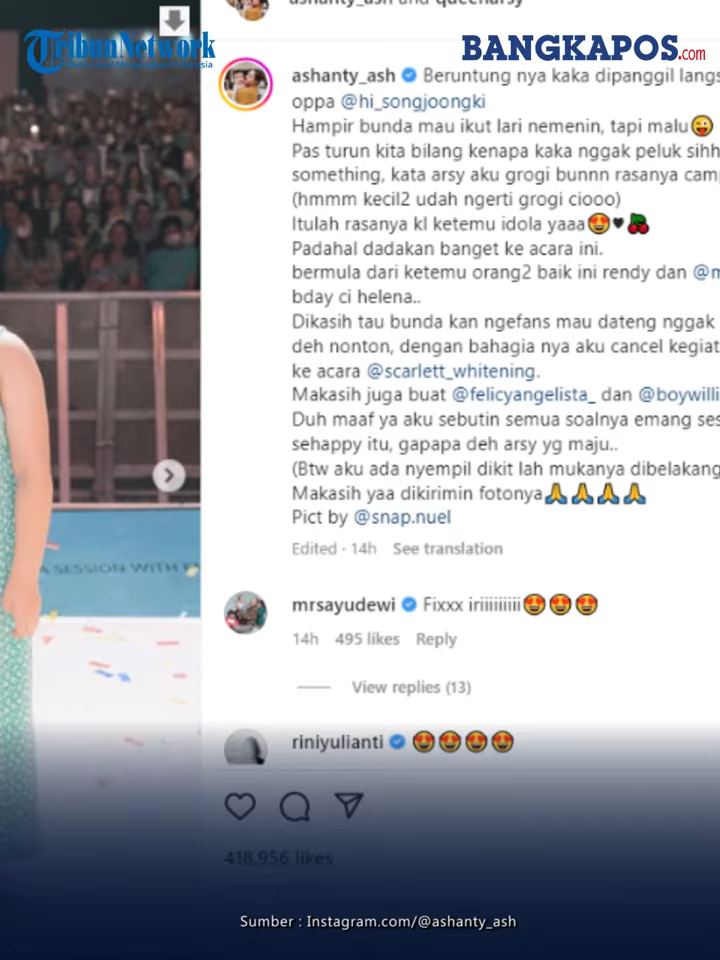 ashanty_ash and queenarsy
TribunNetwork
BANGKAPOS.com
ashanty_ash Beruntung nya kaka dipanggil langs
oppa @hi_songjoongki
Hampir bunda mau ikut lari nemenin, tapi malu😜
Pas turun kita bilang kenapa kaka nggak peluk sihh
something, kata arsy aku grogi bunnn rasanya cam
(hmmm kecil2 udah ngerti grogi ciooo)
Itulah rasanya kl ketemu idola yaaa😍♥🍒
Padahal dadakan banget ke acara ini.
bermula dari ketemu orang2 baik ini rendy dan @m
bday ci helena..
Dikasih tau bunda kan ngefans mau dateng nggak
deh nonton, dengan bahagia nya aku cancel kegiat
ke acara @scarlett_whitening.
Makasih juga buat @felicyangelista_ dan @boywilli
Duh maaf ya aku sebutin semua soalnya emang ses
sehappy itu, gapapa deh arsy yg maju..
(Btw aku ada nyempil dikit lah mukanya dibelakang
Makasih yaa dikirimin fotonya🙏🙏🙏🙏
Pict by @snap.nuel
Edited · 14h See translation
A SESSION WITH
mrsayudewi Fixxx iriiiiiiiiii😍😍😍
14h 495 likes Reply
View replies (13)
riniyulianti 😍😍😍😍
418,956 likes
Sumber : Instagram.com/@ashanty_ash